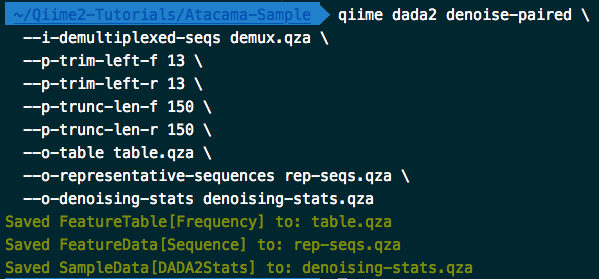 ~/Qiime2-Tutorials/Atacama-Sample qiime dada2 denoise-paired \
--i-demultiplexed-seqs demux.qza \
--p-trim-left-f 13 \
--p-trim-left-r 13 \
--p-trunc-len-f 150 \
--p-trunc-len-r 150 \
--o-table table.qza \
--o-representative-sequences rep-seqs.qza \
--o-denoising-stats denoising-stats.qza
Saved FeatureTable[Frequency] to: table.qza
Saved FeatureData[Sequence] to: rep-seqs.qza
Saved SampleData[DADA2Stats] to: denoising-stats.qza